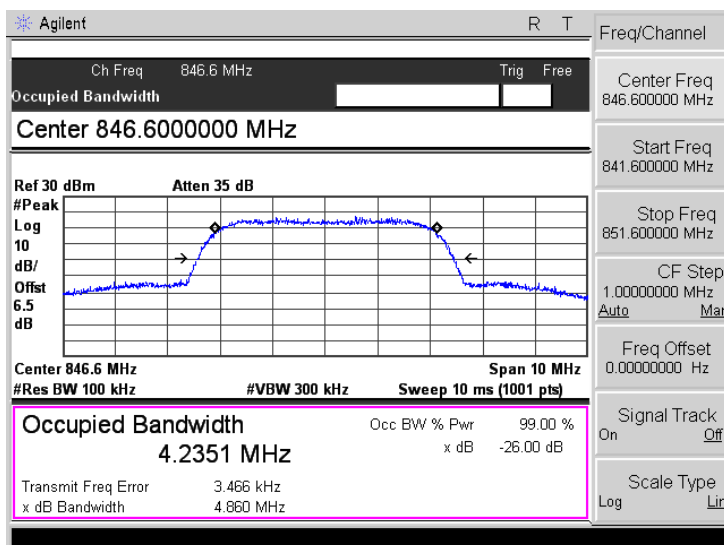 Agilent R T
Freq/Channel
Ch Freq 846.6 MHz Trig Free
Occupied Bandwidth
Center 846.6000000 MHz
Ref 30 dBm Atten 35 dB
#Peak
Log
10
dB/
Offst
6.5
dB
Center 846.6 MHz Span 10 MHz
#Res BW 100 kHz #VBW 300 kHz Sweep 10 ms (1001 pts)
Occupied Bandwidth Occ BW % Pwr 99.00 %
4.2351 MHz x dB -26.00 dB
Transmit Freq Error 3.466 kHz
x dB Bandwidth 4.860 MHz
Center Freq
846.600000 MHz
Start Freq
841.600000 MHz
Stop Freq
851.600000 MHz
CF Step
1.00000000 MHz
Auto Mar
Freq Offset
0.00000000 Hz
Signal Track
On Off
Scale Type
Log Lir